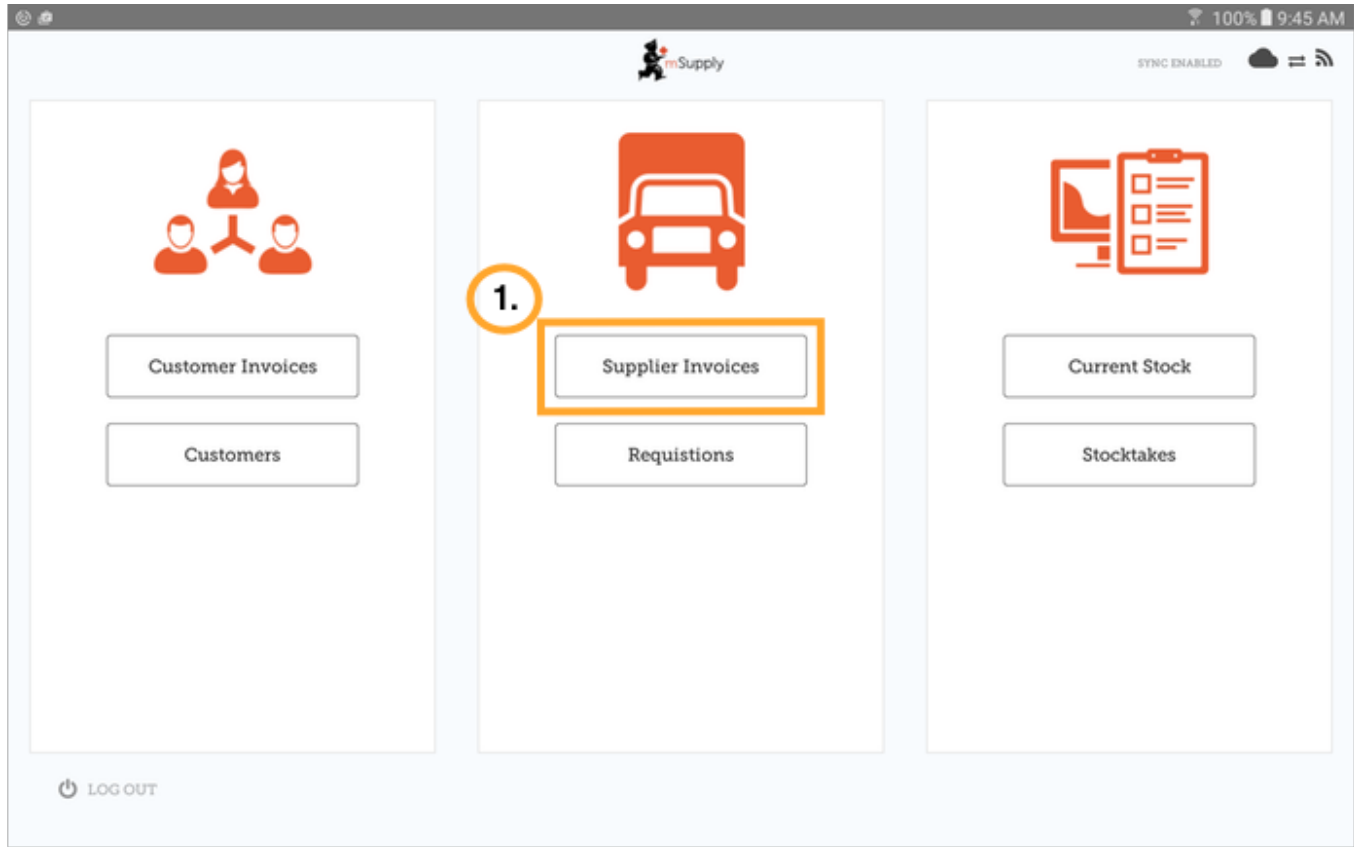 100% 9:45 AM
mSupply
SYNC ENABLED
1.
Customer Invoices
Supplier Invoices
Current Stock
Customers
Requistions
Stocktakes
LOG OUT